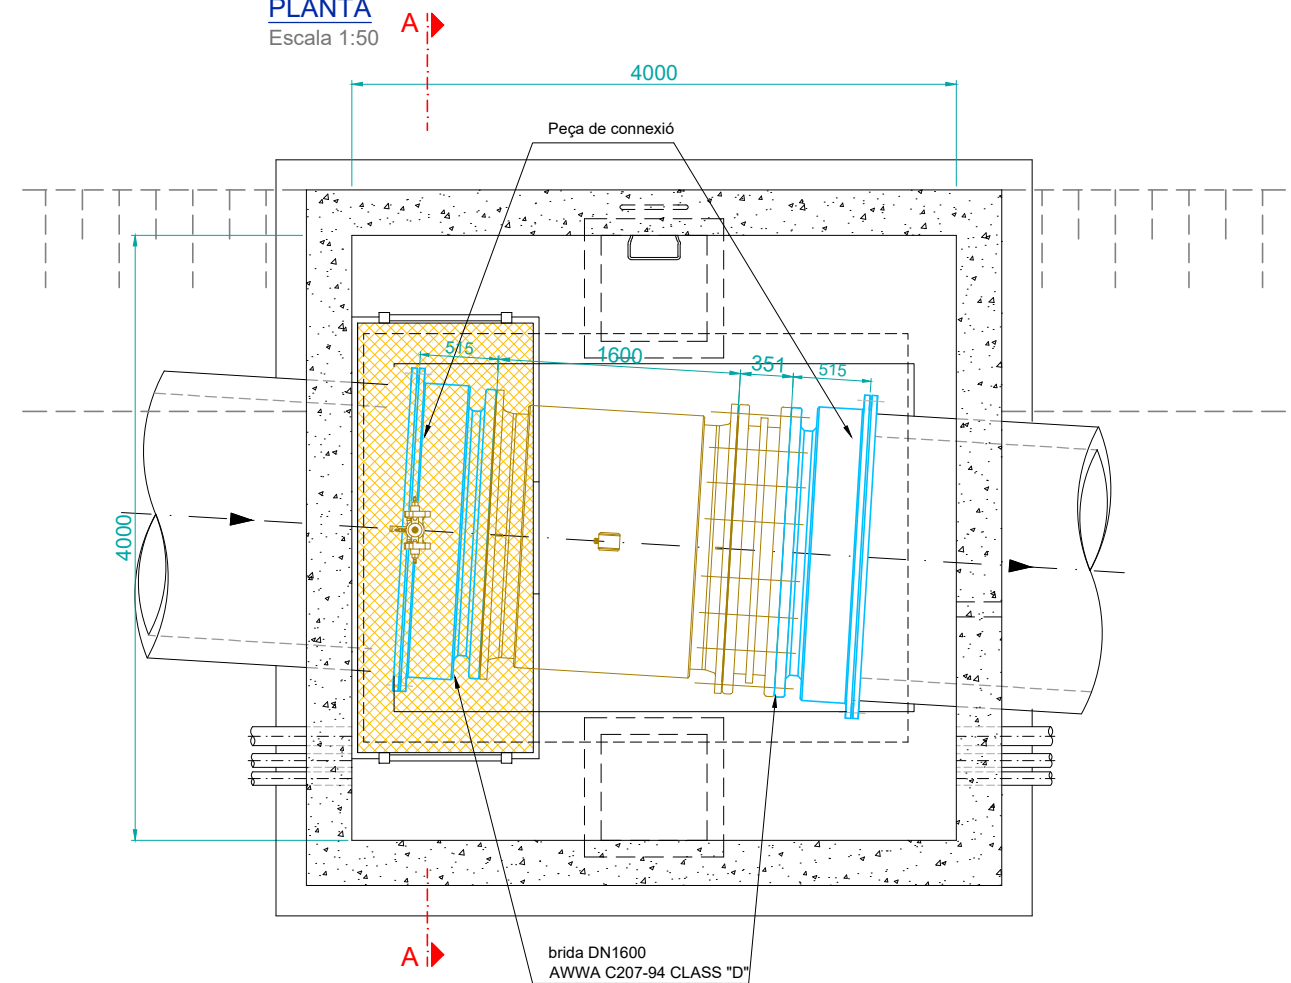 PLANTA
Escala 1:50
A
4000
Peça de connexió
515
1600
351
515
4000
A
brida DN1600
AWWA C207-94 CLASS "D"